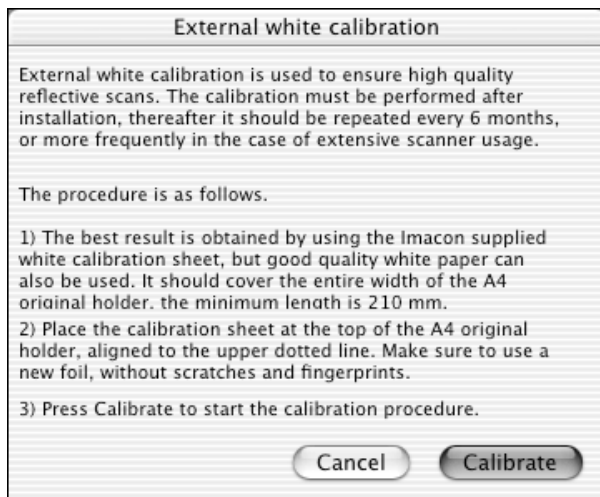 External white calibration
External white calibration is used to ensure high quality
reflective scans. The calibration must be performed after
installation, thereafter it should be repeated every 6 months,
or more frequently in the case of extensive scanner usage.
The procedure is as follows.
1) The best result is obtained by using the Imacon supplied
white calibration sheet, but good quality white paper can
also be used. It should cover the entire width of the A4
original holder. the minimum length is 210 mm.
2) Place the calibration sheet at the top of the A4 original
holder, aligned to the upper dotted line. Make sure to use a
new foil, without scratches and fingerprints.
3) Press Calibrate to start the calibration procedure.
Cancel Calibrate